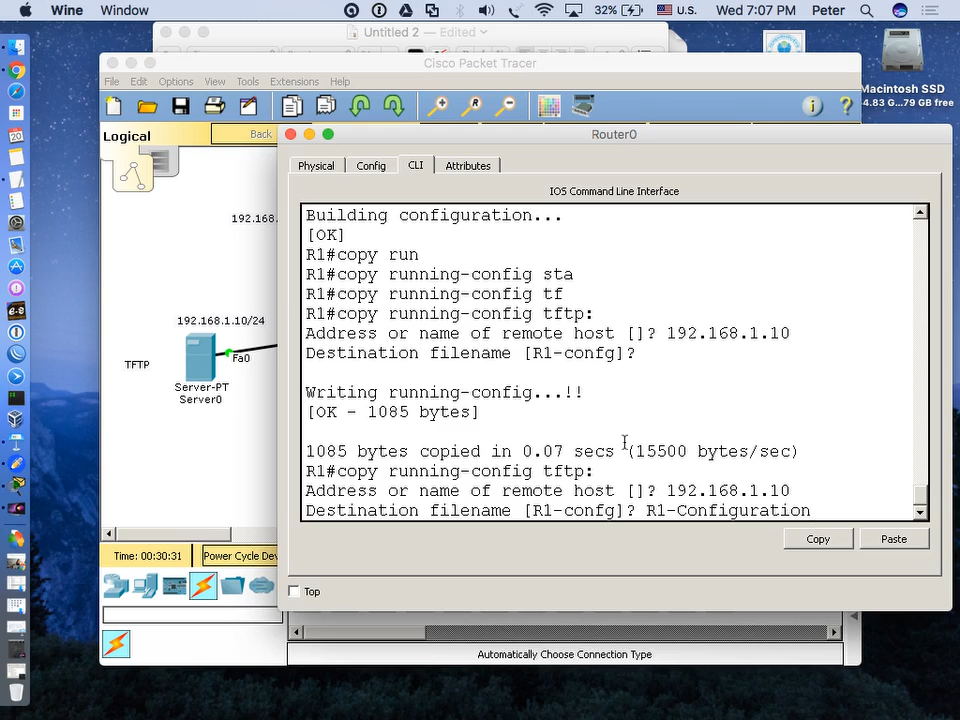 Wine Window 32% U.S. Wed 7:07 PM Peter
Untitled 2 — Edited
Cisco Packet Tracer
File Edit Options View Tools Extensions Help
Macintosh SSD
4.83 G...79 GB free
Logical
Back
Router0
Physical Config CLI Attributes
IOS Command Line Interface
192.168.
192.168.1.10/24
TFTP
Fa0
Server-PT
Server0
Building configuration...
[OK]
R1#copy run
R1#copy running-config sta
R1#copy running-config tf
R1#copy running-config tftp:
Address or name of remote host []? 192.168.1.10
Destination filename [R1-confg]?
Writing running-config...!!
[OK - 1085 bytes]
1085 bytes copied in 0.07 secs (15500 bytes/sec)
R1#copy running-config tftp:
Address or name of remote host []? 192.168.1.10
Destination filename [R1-confg]? R1-Configuration
Copy Paste
Time: 00:30:31 Power Cycle Dev
Top
Automatically Choose Connection Type